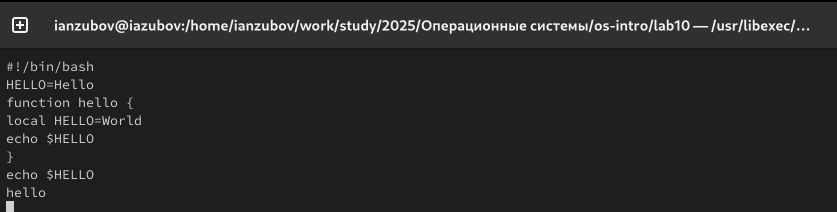 ianzubov@iazubov:/home/ianzubov/work/study/2025/Операционные системы/os-intro/lab10 — /usr/libexec/...
#!/bin/bash
HELLO=Hello
function hello {
local HELLO=World
echo $HELLO
}
echo $HELLO
hello